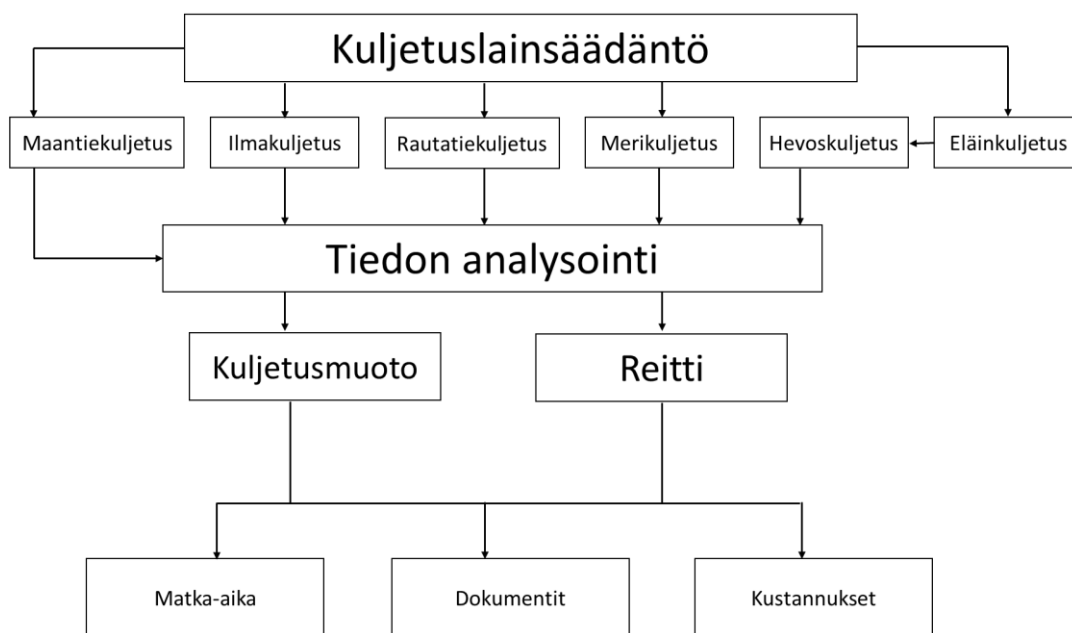 Kuljetuslainsäädäntö
Maantiekuljetus
Ilmakuljetus
Rautatiekuljetus
Merikuljetus
Hevoskuljetus
Eläinkuljetus
Tiedon analysointi
Kuljetusmuoto
Reitti
Matka-aika
Dokumentit
Kustannukset